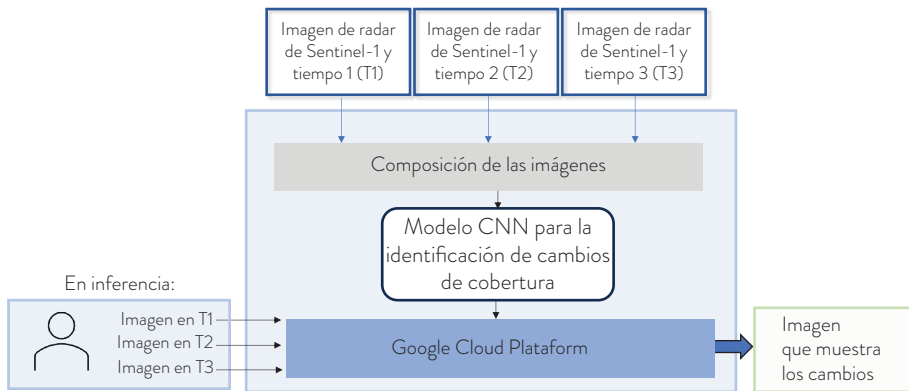 Imagen de radar
de Sentinel-1 y
tiempo 1 (T1)
Imagen de radar
de Sentinel-1 y
tiempo 2 (T2)
Imagen de radar
de Sentinel-1 y
tiempo 3 (T3)
Composición de las imágenes
Modelo CNN para la
identificación de cambios
de cobertura
En inferencia:
Imagen en T1
Imagen en T2
Imagen en T3
Google Cloud Plataform
Imagen
que muestra
los cambios